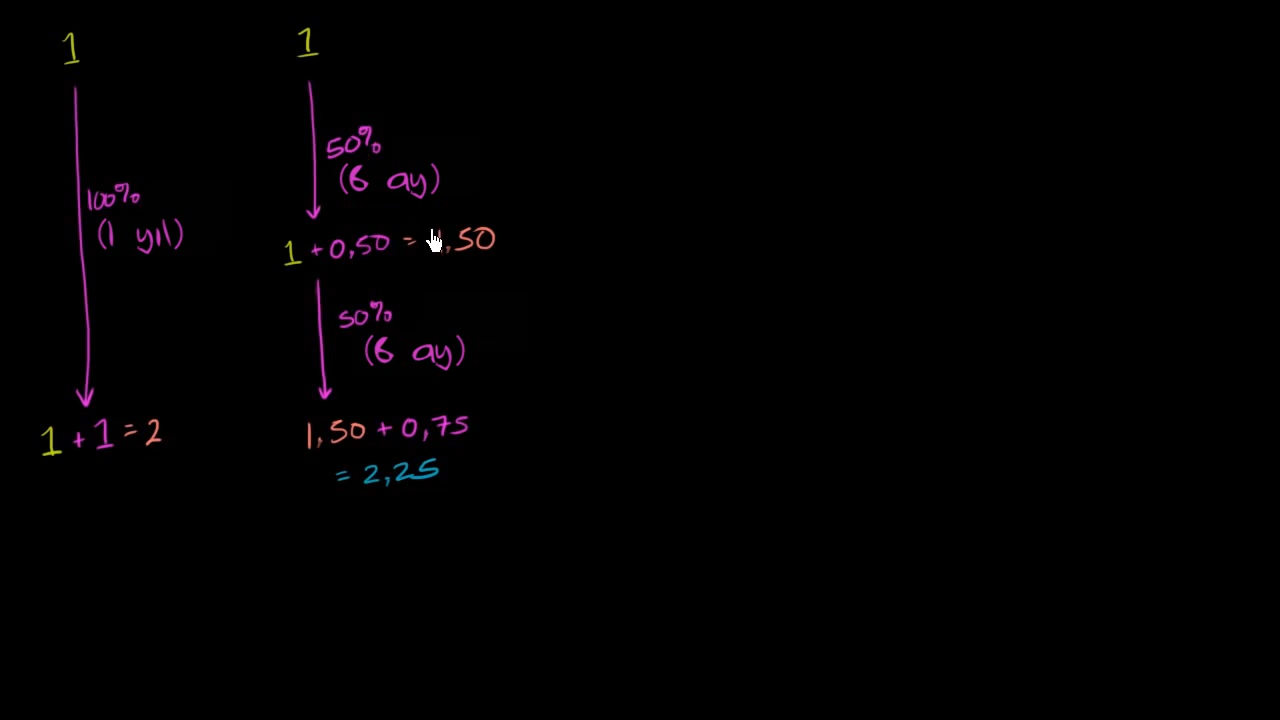 1
100%
(1 yıl)
1 + 1 = 2
1
50%
(6 ay)
1 + 0,50 = 1,50
50%
(6 ay)
1,50 + 0,75
= 2,25